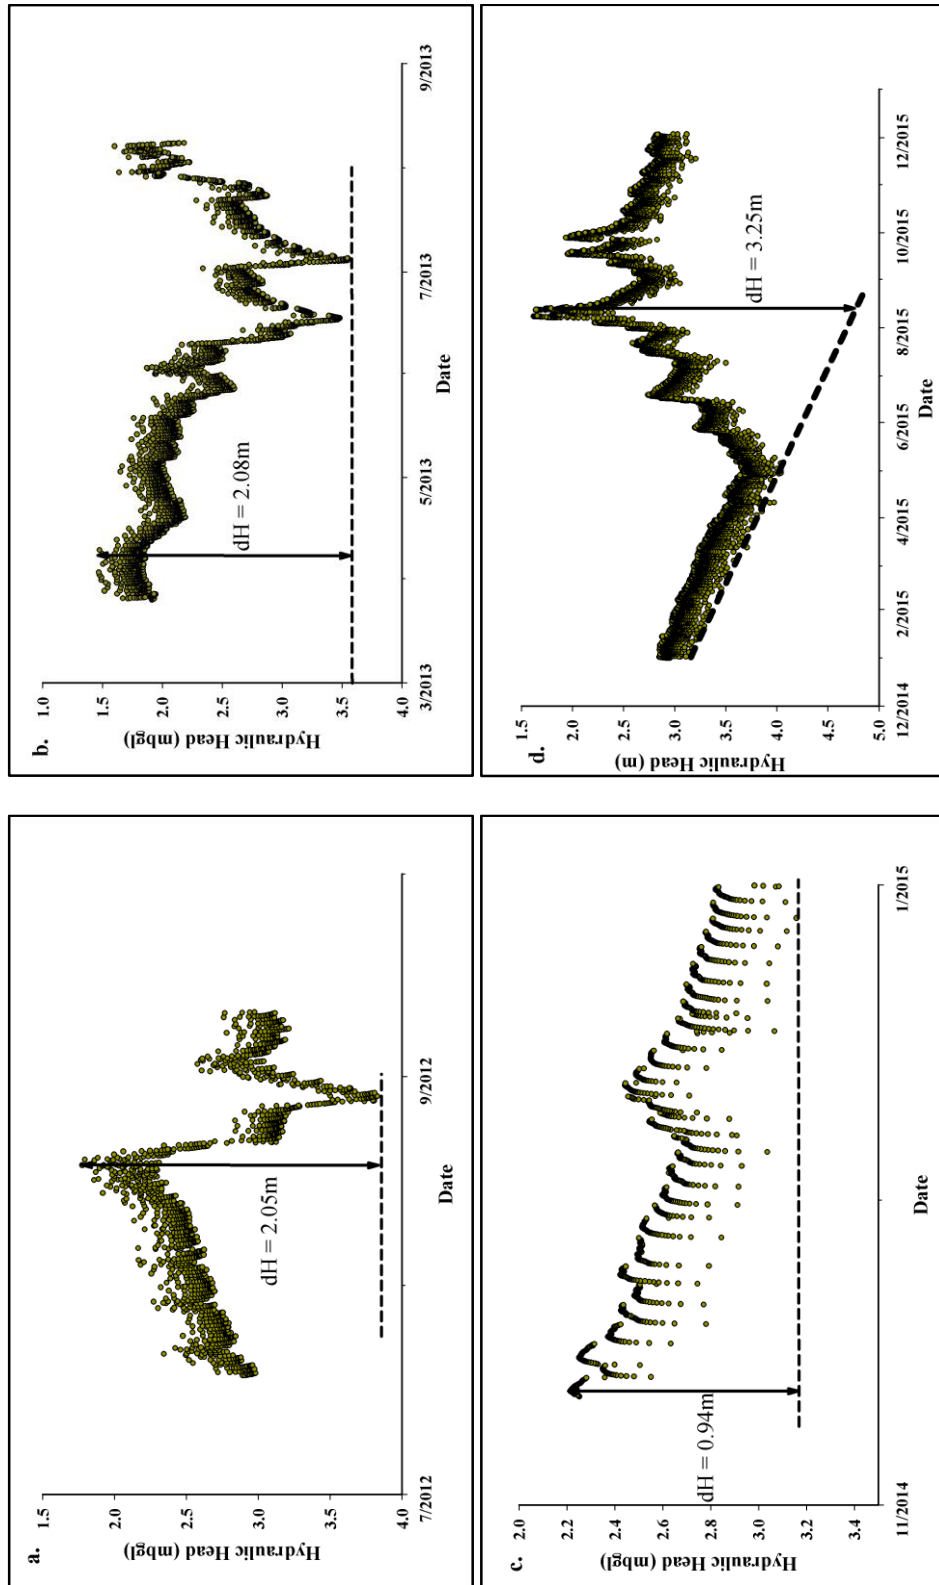 a.
Hydraulic Head (mbgl)
1.5
2.0
2.5
3.0
3.5
4.0
dH = 2.05m
7/2012
9/2012
Date
b.
Hydraulic Head (mbgl)
1.0
1.5
2.0
2.5
3.0
3.5
4.0
dH = 2.08m
3/2013
5/2013
7/2013
9/2013
Date
c.
Hydraulic Head (mbgl)
2.0
2.2
2.4
2.6
2.8
3.0
3.2
3.4
dH = 0.94m
11/2014
1/2015
Date
d.
Hydraulic Head (m)
1.5
2.0
2.5
3.0
3.5
4.0
4.5
5.0
dH = 3.25m
12/2014
2/2015
4/2015
6/2015
8/2015
10/2015
12/2015
Date